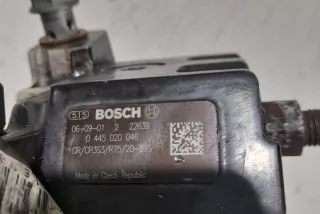 515 BOSCH
06-09-01 2 22639
0 445 020 046
CR/CP3S3/R75/20-89S
Made in Czech Republic